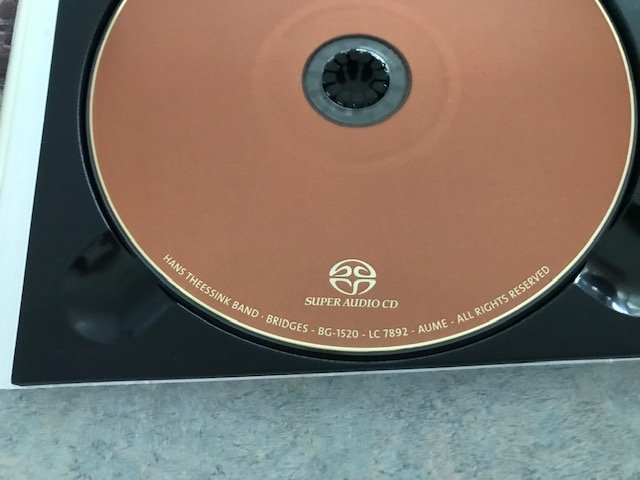 SUPER AUDIO CD
HANS THEESSINK BAND - BRIDGES - BG-1520 - LC 7892 - AUME - ALL RIGHTS RESERVED